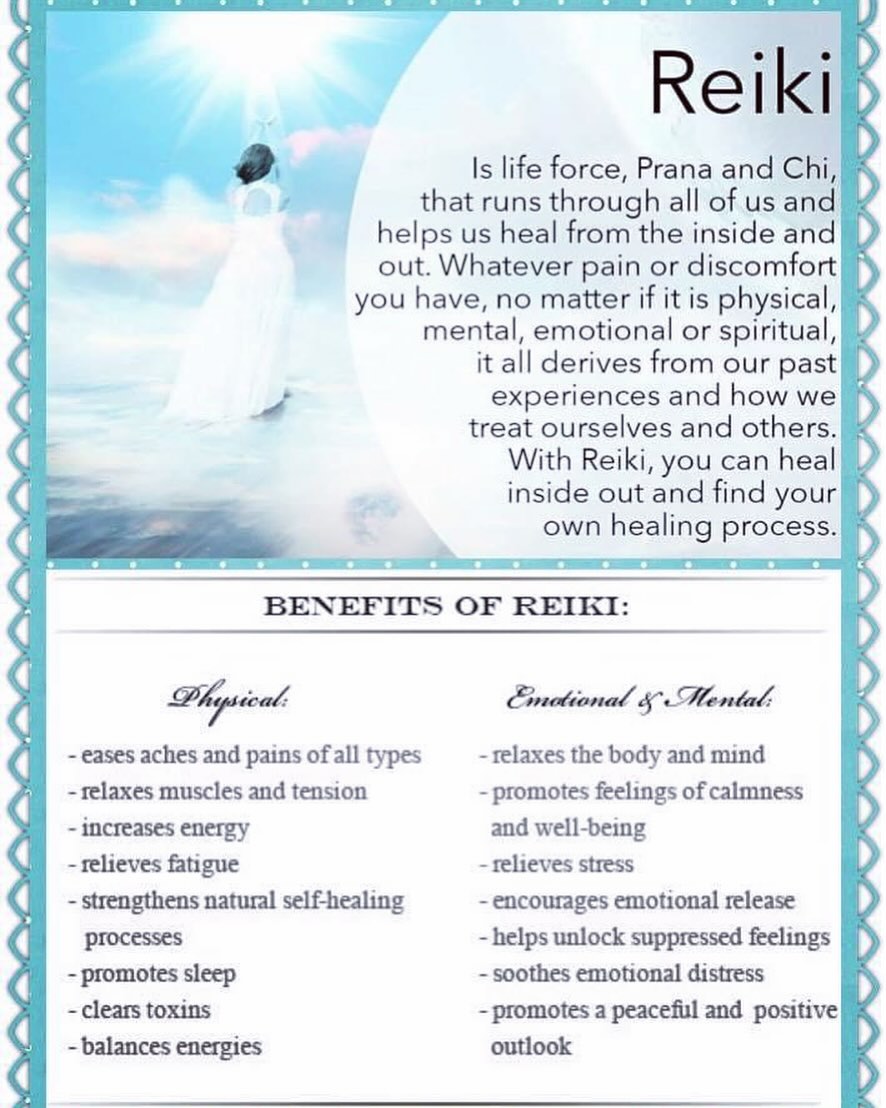 Reiki
Is life force, Prana and Chi,
that runs through all of us and
helps us heal from the inside and
out. Whatever pain or discomfort
you have, no matter if it is physical,
mental, emotional or spiritual,
it all derives from our past
experiences and how we
treat ourselves and others.
With Reiki, you can heal
inside out and find your
own healing process.
BENEFITS OF REIKI:
Physical:
- eases aches and pains of all types
- relaxes muscles and tension
- increases energy
- relieves fatigue
- strengthens natural self-healing
processes
- promotes sleep
- clears toxins
- balances energies
Emotional & Mental:
- relaxes the body and mind
- promotes feelings of calmness
and well-being
- relieves stress
- encourages emotional release
- helps unlock suppressed feelings
- soothes emotional distress
- promotes a peaceful and positive
outlook